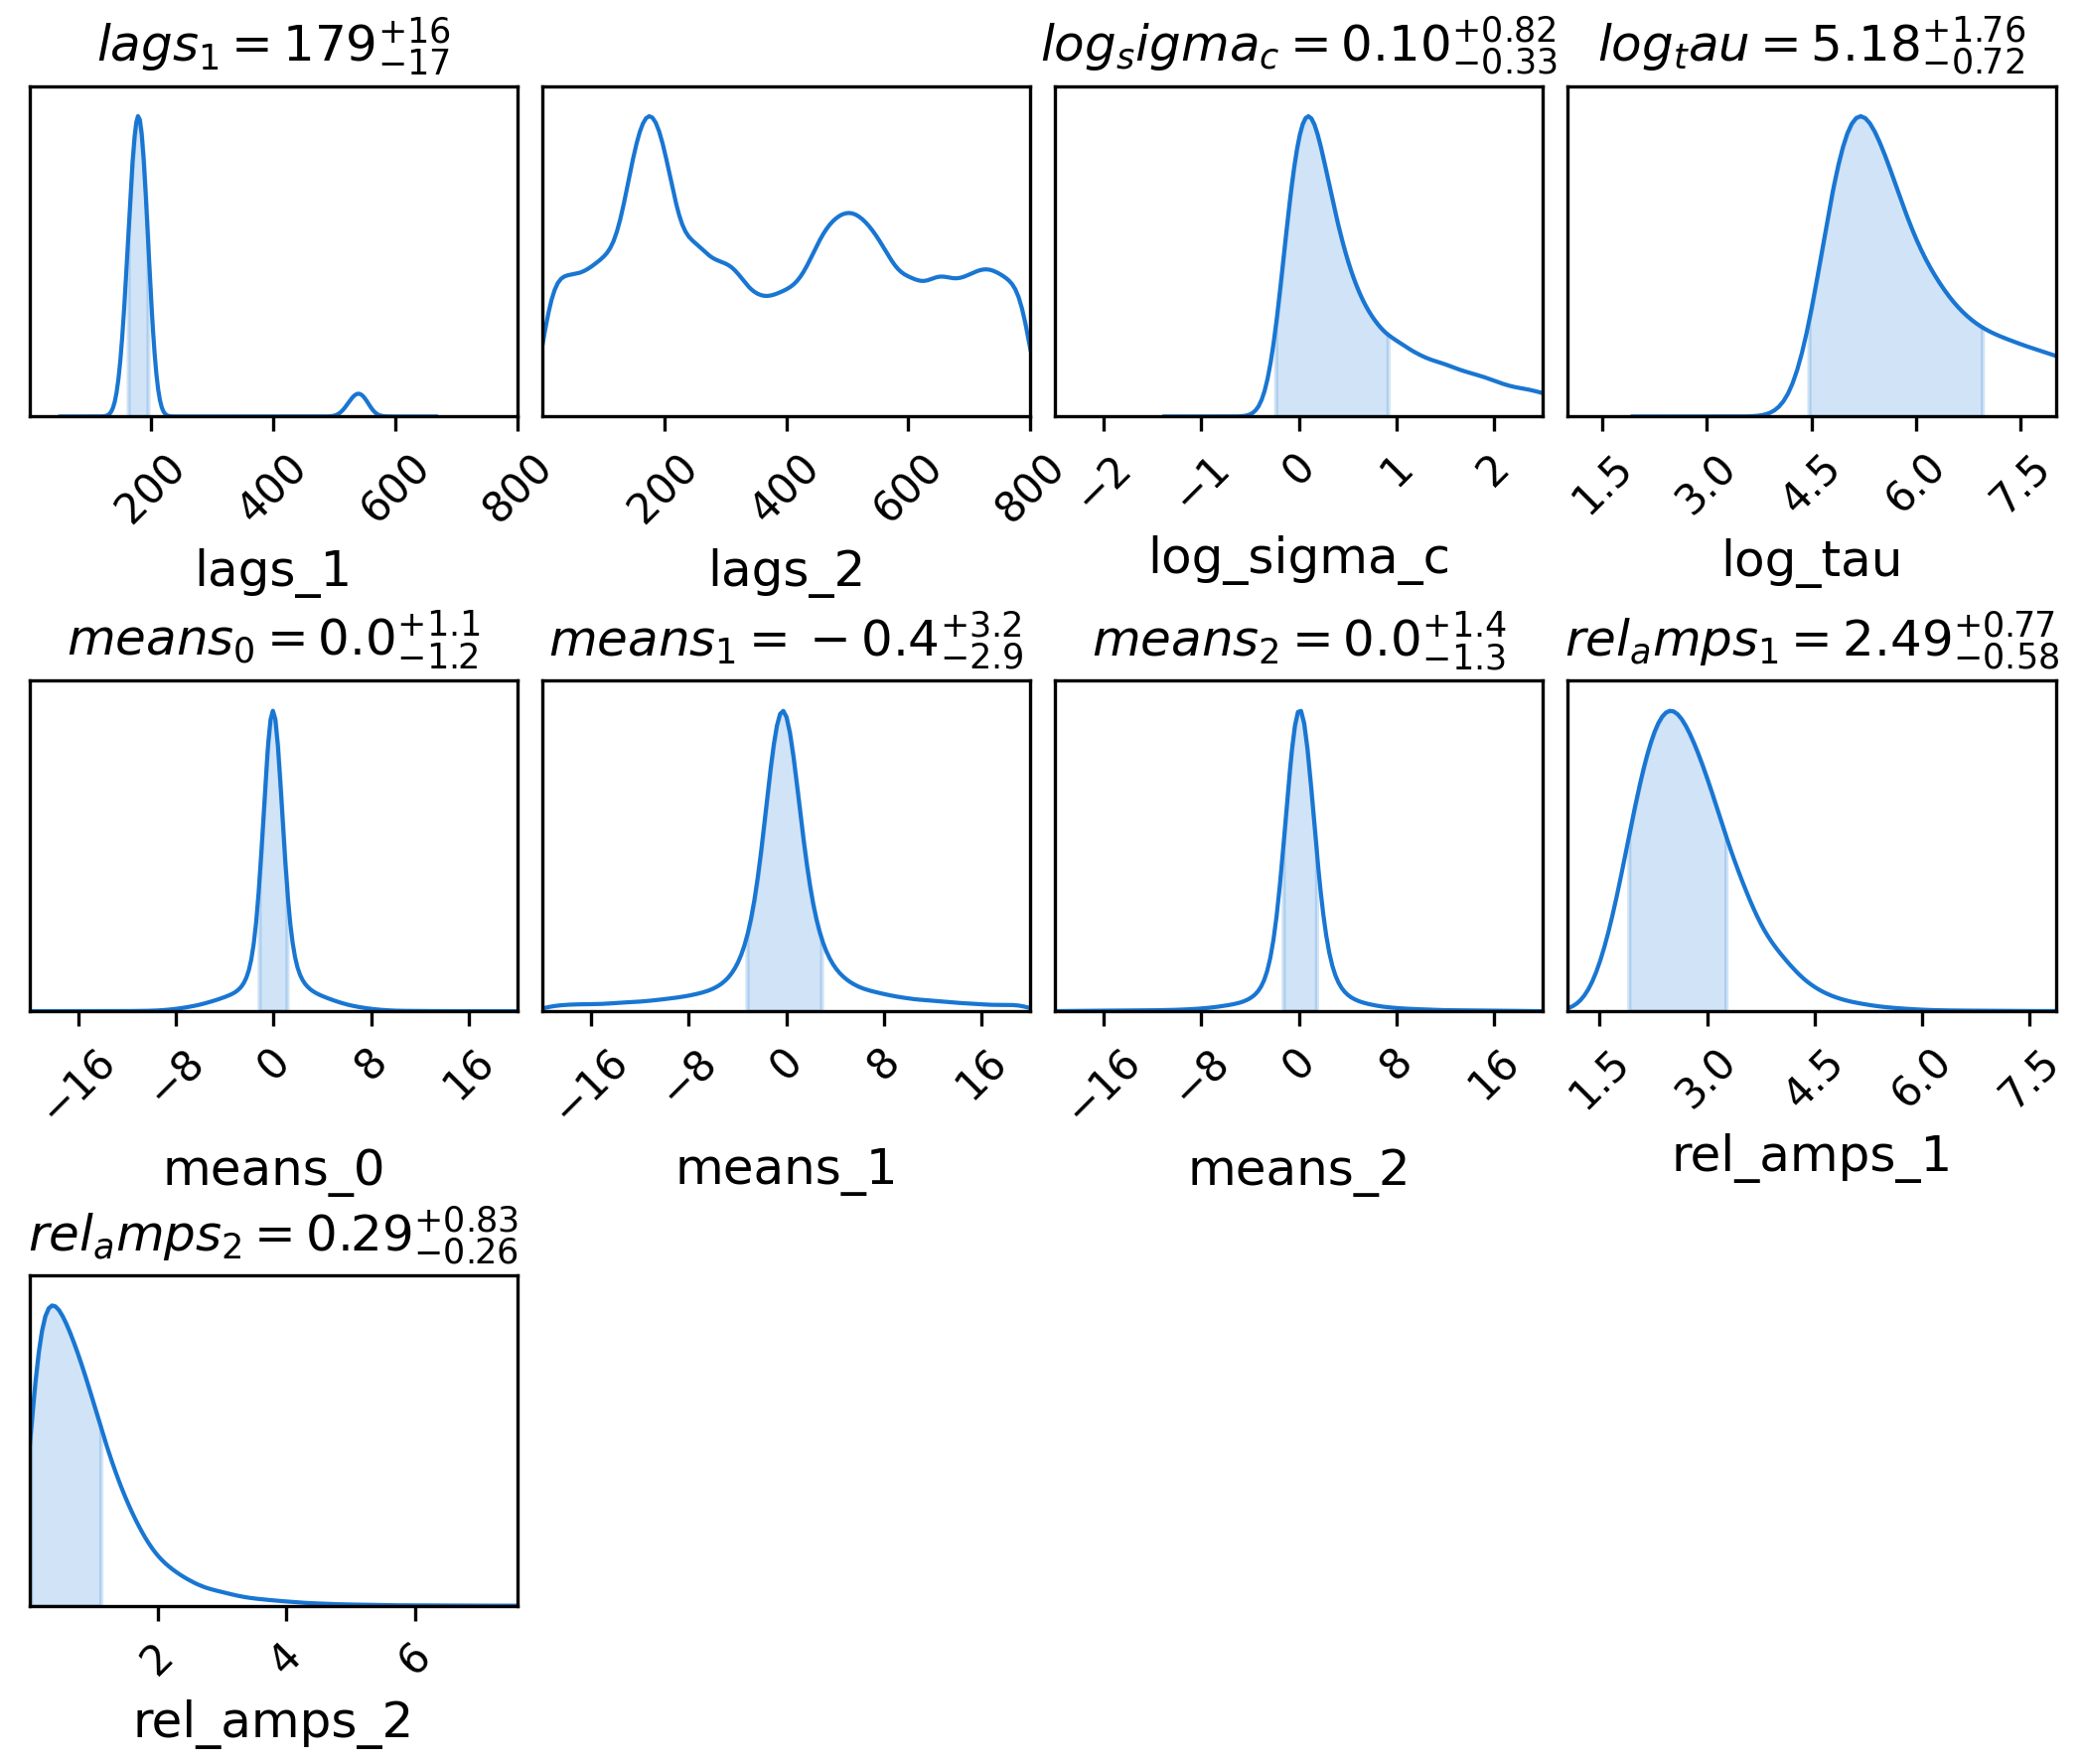 lags₁ = 179⁺¹⁶₋₁₇
logₛigma_c = 0.10⁺⁰·⁸²₋₀.₃₃
logₜau = 5.18⁺¹·⁷⁶₋₀.₇₂
200 400 600 800
200 400 600 800
−2 −1 0 1 2
1.5 3.0 4.5 6.0 7.5
lags_1
lags_2
log_sigma_c
log_tau
means₀ = 0.0⁺¹·¹₋₁.₂
means₁ = −0.4⁺³·²₋₂.₉
means₂ = 0.0⁺¹·⁴₋₁.₃
relₐmps₁ = 2.49⁺⁰·⁷⁷₋₀.₅₈
−16 −8 0 8 16
−16 −8 0 8 16
−16 −8 0 8 16
1.5 3.0 4.5 6.0 7.5
means_0
means_1
means_2
rel_amps_1
relₐmps₂ = 0.29⁺⁰·⁸³₋₀.₂₆
2 4 6
rel_amps_2